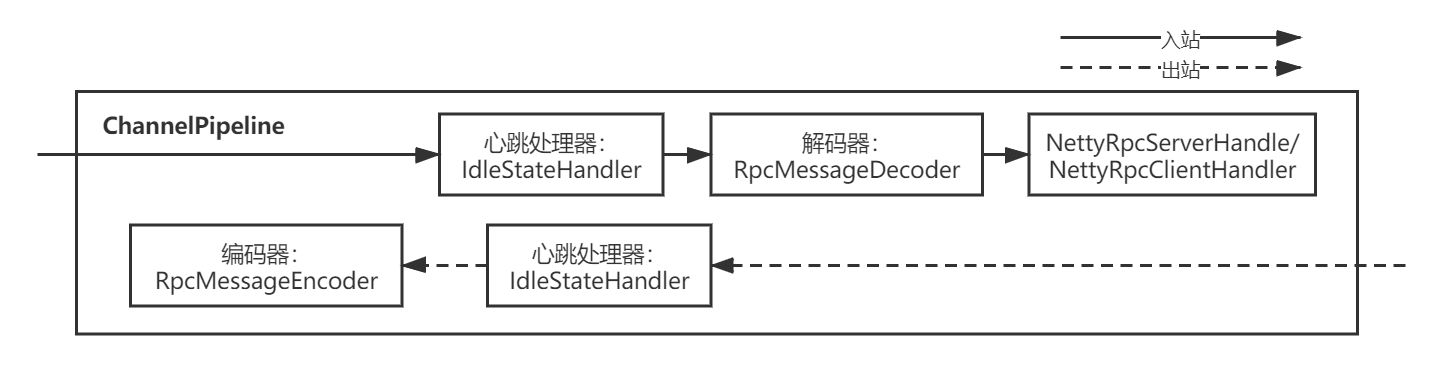 入站
出站
ChannelPipeline
心跳处理器：
IdleStateHandler
解码器：
RpcMessageDecoder
NettyRpcServerHandle/
NettyRpcClientHandler
编码器：
RpcMessageEncoder
心跳处理器：
IdleStateHandler